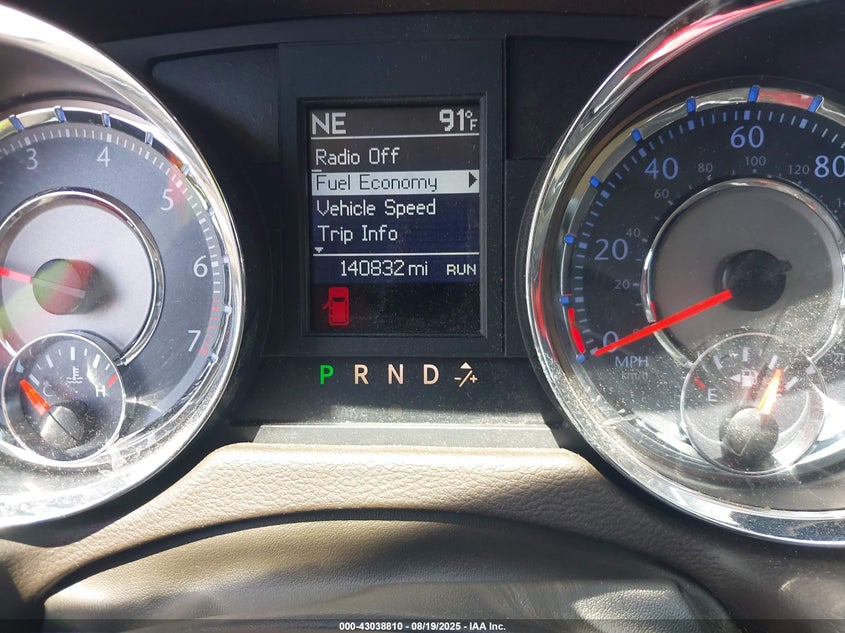 NE 91°F
Radio Off
Fuel Economy
Vehicle Speed
Trip Info
140832 mi RUN
P R N D -/+
3 4 5 6 7
C H
0 20 40 60 80
20 40 60 80 100 120
MPH
km/h
E
000-43038810 - 08/19/2025 - IAA Inc.